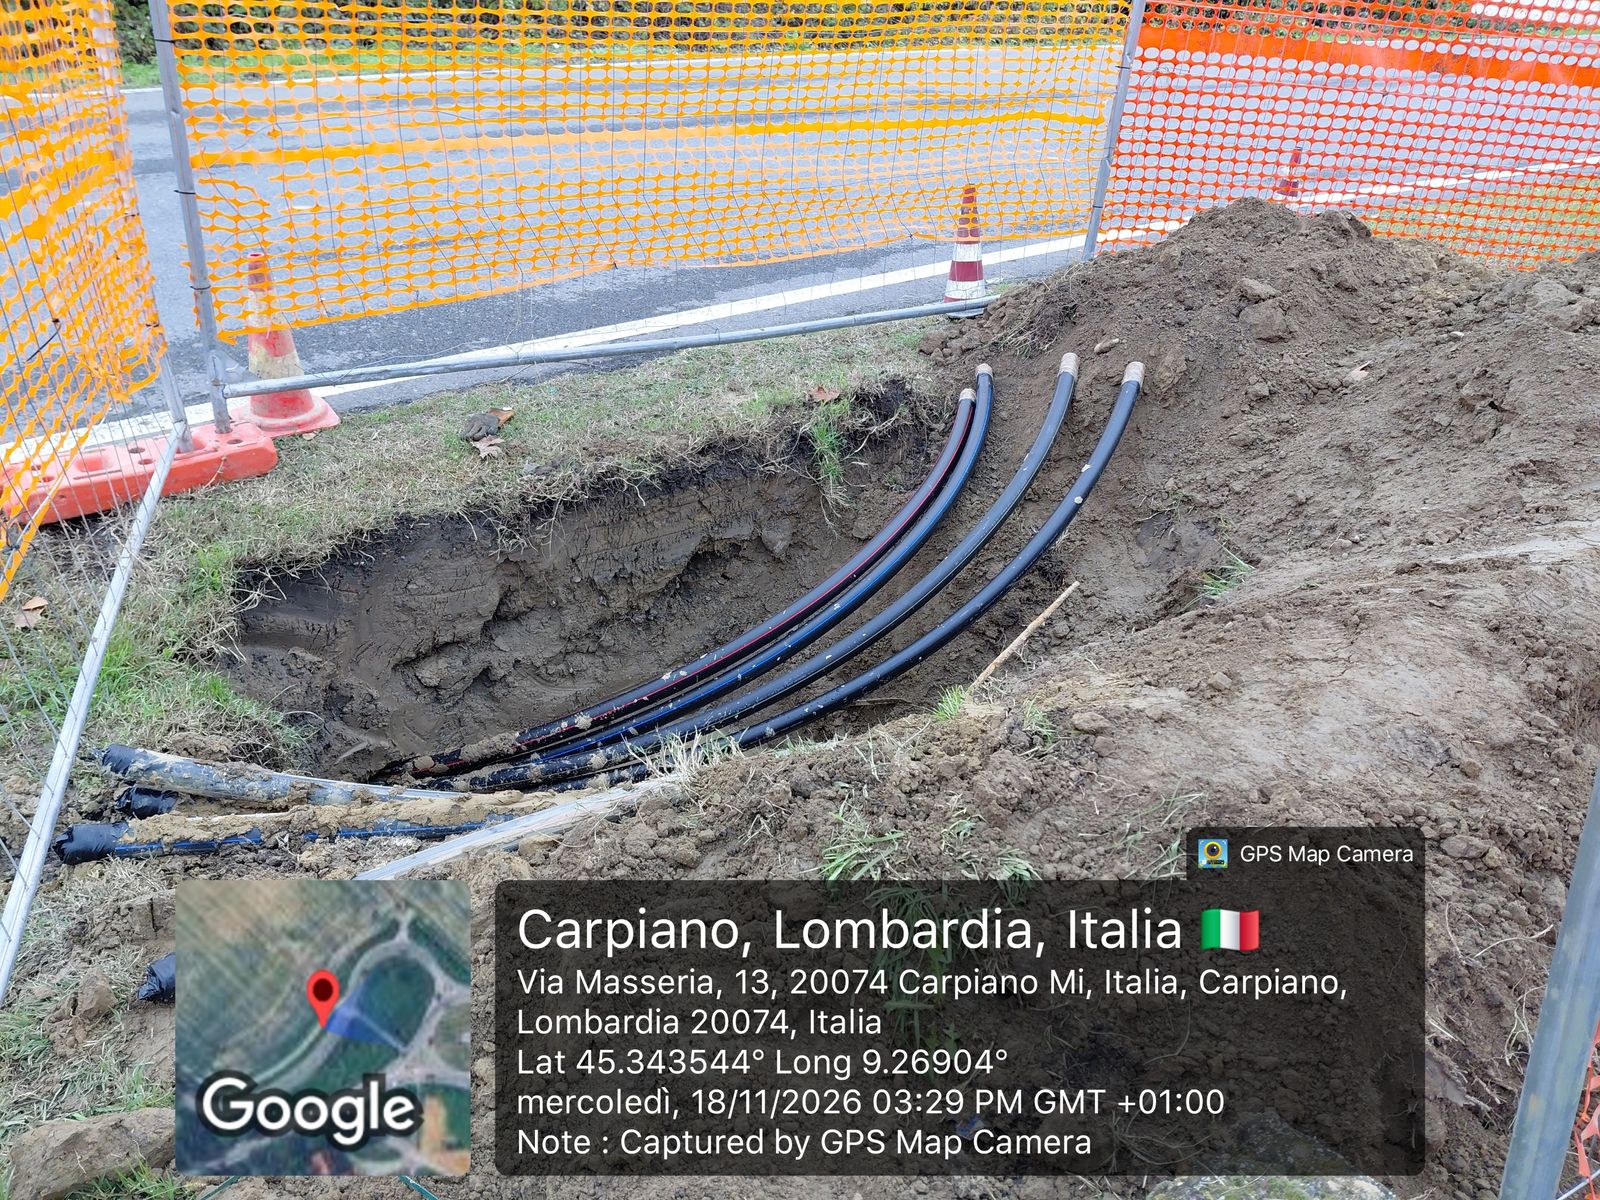 GPS Map Camera
Carpiano, Lombardia, Italia 🇮🇹
Via Masseria, 13, 20074 Carpiano Mi, Italia, Carpiano,
Lombardia 20074, Italia
Lat 45.343544° Long 9.26904°
mercoledì, 18/11/2026 03:29 PM GMT +01:00
Note : Captured by GPS Map Camera
Google